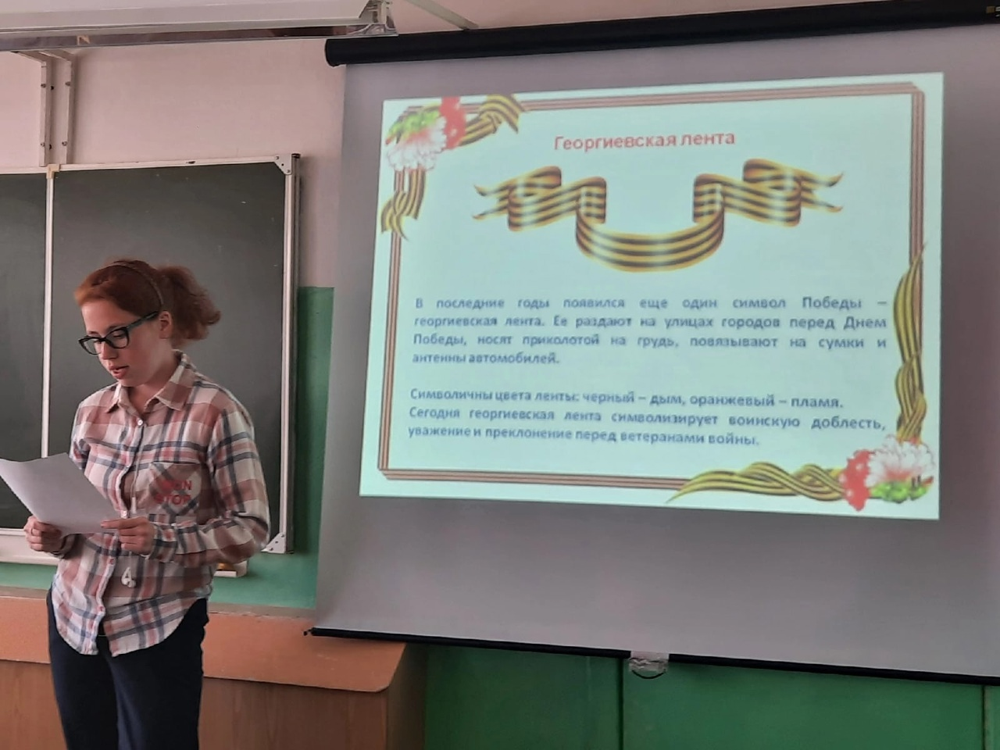 Георгиевская лента
В последние годы появился еще один символ Победы –
георгиевская лента. Ее раздают на улицах городов перед Днем
Победы, носят приколотой на грудь, повязывают на сумки и
антенны автомобилей.
Символичны цвета ленты: черный – дым, оранжевый – пламя.
Сегодня георгиевская лента символизирует воинскую доблесть,
уважение и преклонение перед ветеранами войны.
STOP